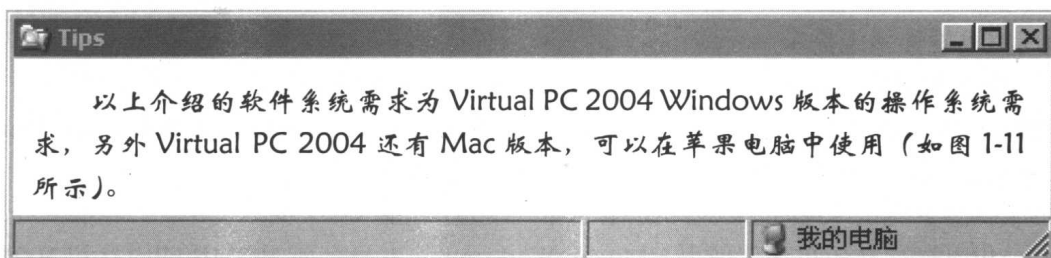 Tips
以上介绍的软件系统需求为 Virtual PC 2004 Windows 版本的操作系统需
求，另外 Virtual PC 2004 还有 Mac 版本，可以在苹果电脑中使用（如图 1-11
所示）。
我的电脑